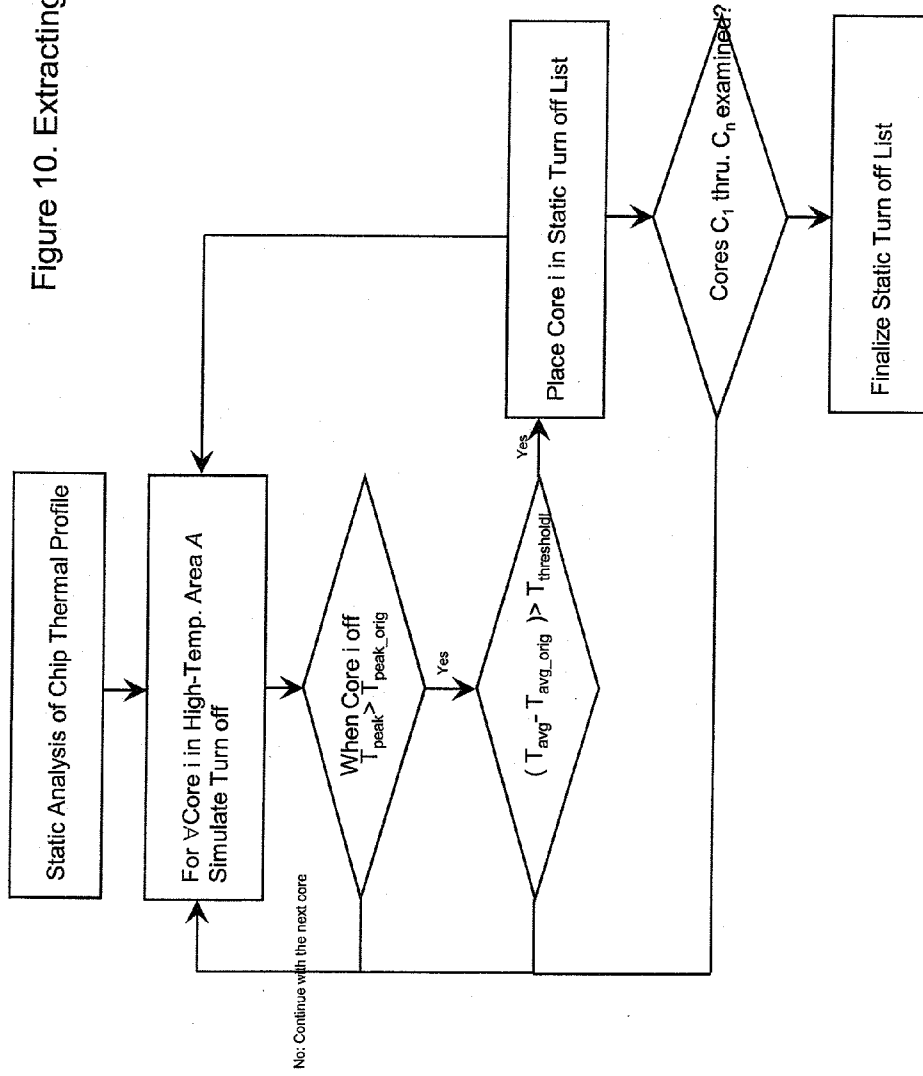 Figure 10. Extracting
Static Analysis of Chip Thermal Profile
For ∀Core i in High-Temp. Area A
Simulate Turn off
No: Continue with the next core
When Core i off
T_peak > T_peak_orig
Yes
( T_avg - T_avg_orig ) > T_threshold
Yes
Place Core i in Static Turn off List
Cores C_1 thru. C_n examined?
Finalize Static Turn off List